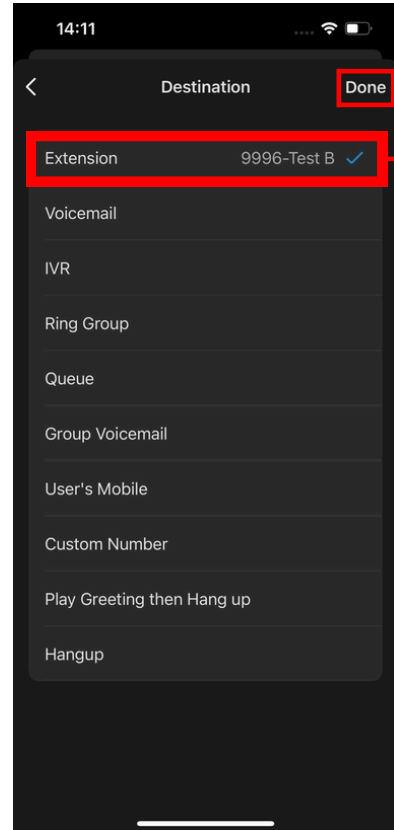 14:11
Destination
Done
Extension 9996-Test B
Voicemail
IVR
Ring Group
Queue
Group Voicemail
User's Mobile
Custom Number
Play Greeting then Hang up
Hangup